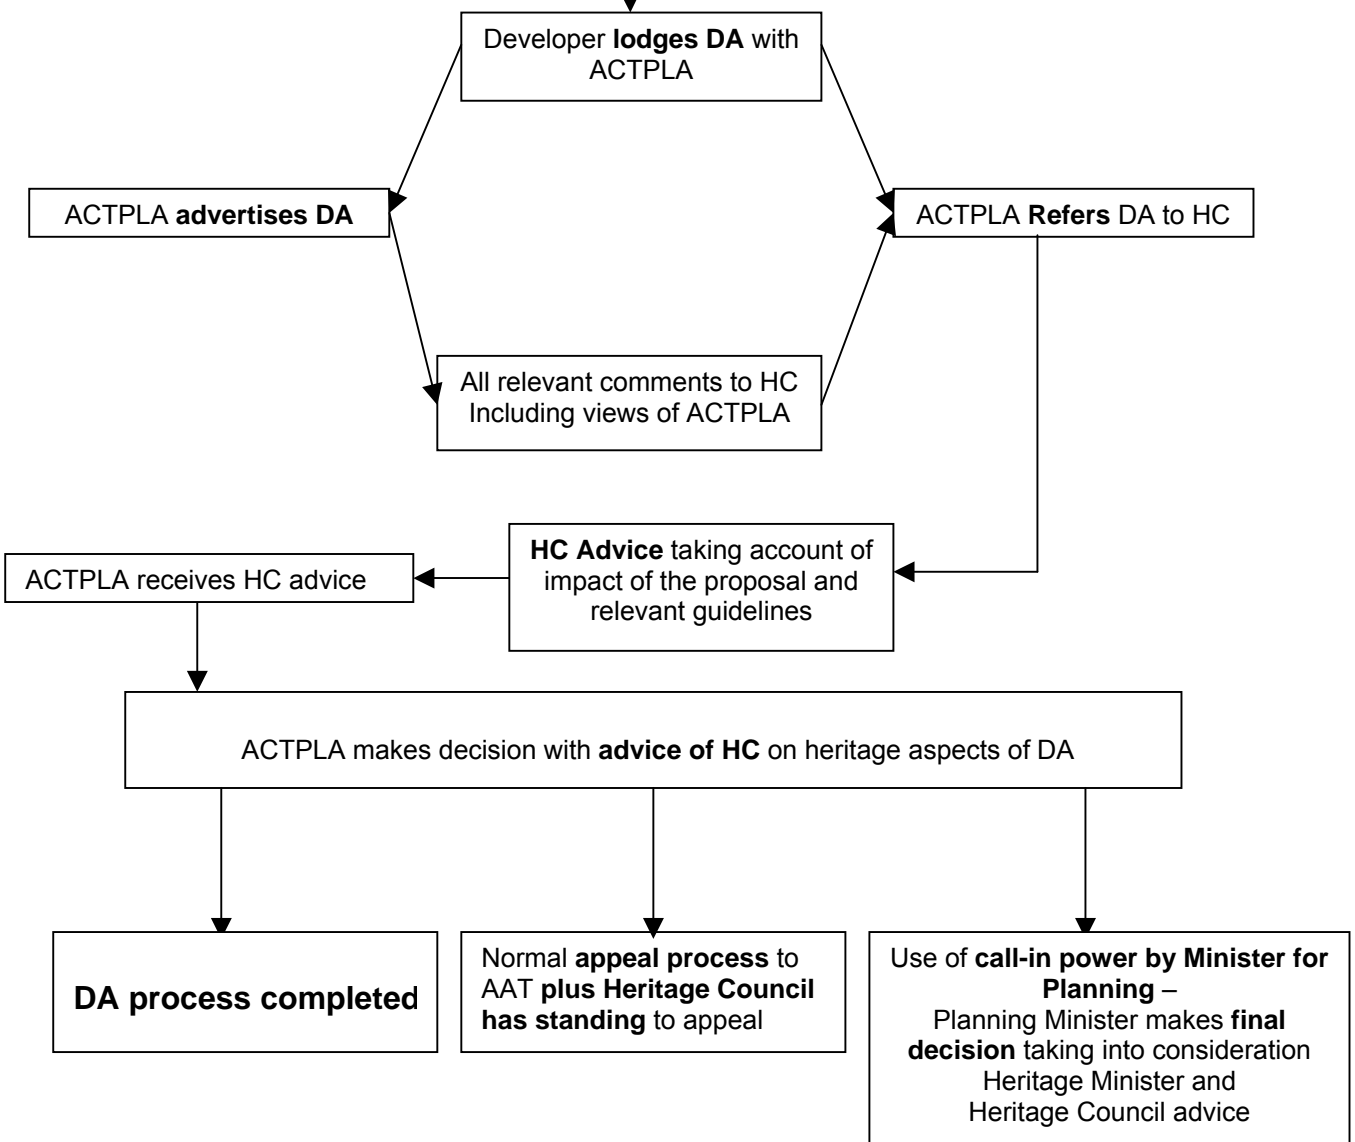 Developer lodges DA with
ACTPLA
ACTPLA advertises DA
ACTPLA Refers DA to HC
All relevant comments to HC
Including views of ACTPLA
HC Advice taking account of
impact of the proposal and
relevant guidelines
ACTPLA receives HC advice
ACTPLA makes decision with advice of HC on heritage aspects of DA
DA process completed
Normal appeal process to
AAT plus Heritage Council
has standing to appeal
Use of call-in power by Minister for
Planning –
Planning Minister makes final
decision taking into consideration
Heritage Minister and
Heritage Council advice